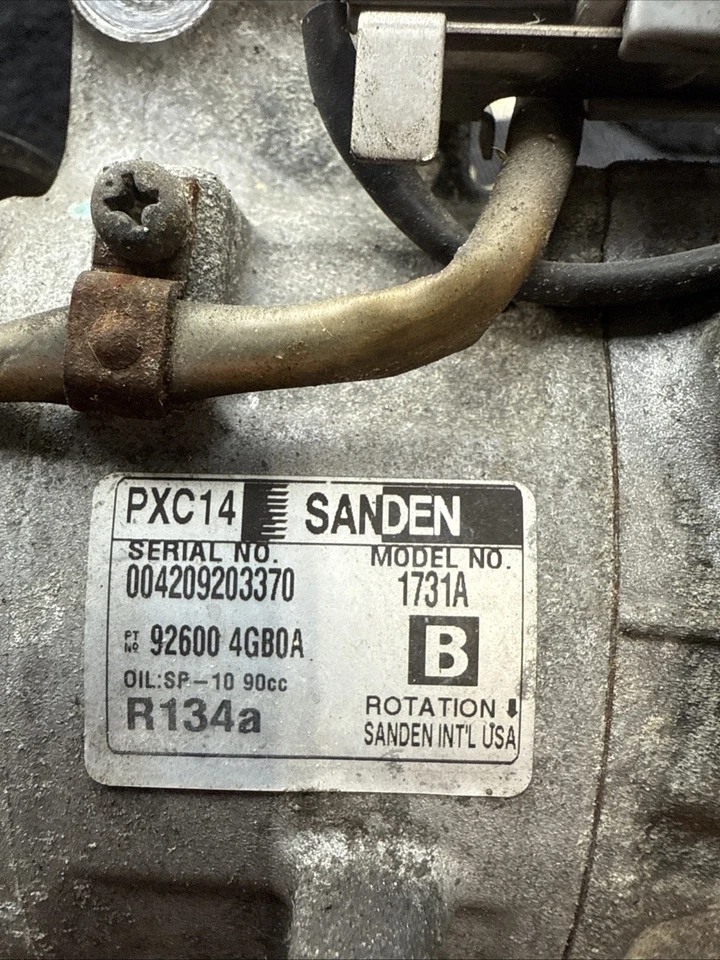 PXC14 SANDEN
SERIAL NO. MODEL NO.
004209203370 1731A
PT NO 92600 4GB0A
B
OIL:SP-10 90cc
R134a
ROTATION ⬇
SANDEN INT'L USA